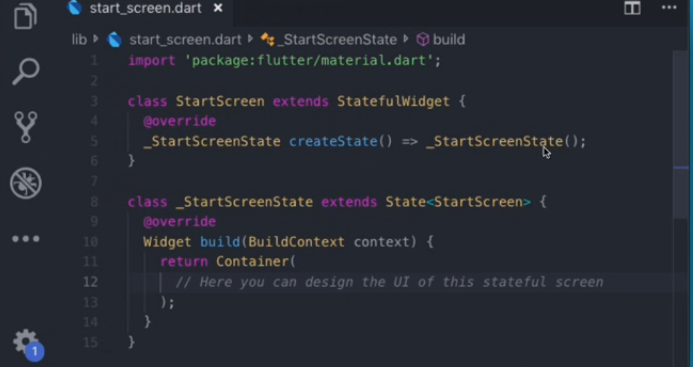 start_screen.dart ×
lib start_screen.dart _StartScreenState build
1 import 'package:flutter/material.dart';
2
3 class StartScreen extends StatefulWidget {
4 @override
5 _StartScreenState createState() => _StartScreenState();
6 }
7
8 class _StartScreenState extends State<StartScreen> {
9 @override
10 Widget build(BuildContext context) {
11 return Container(
12 // Here you can design the UI of this stateful screen
13 );
14 }
15 }
1